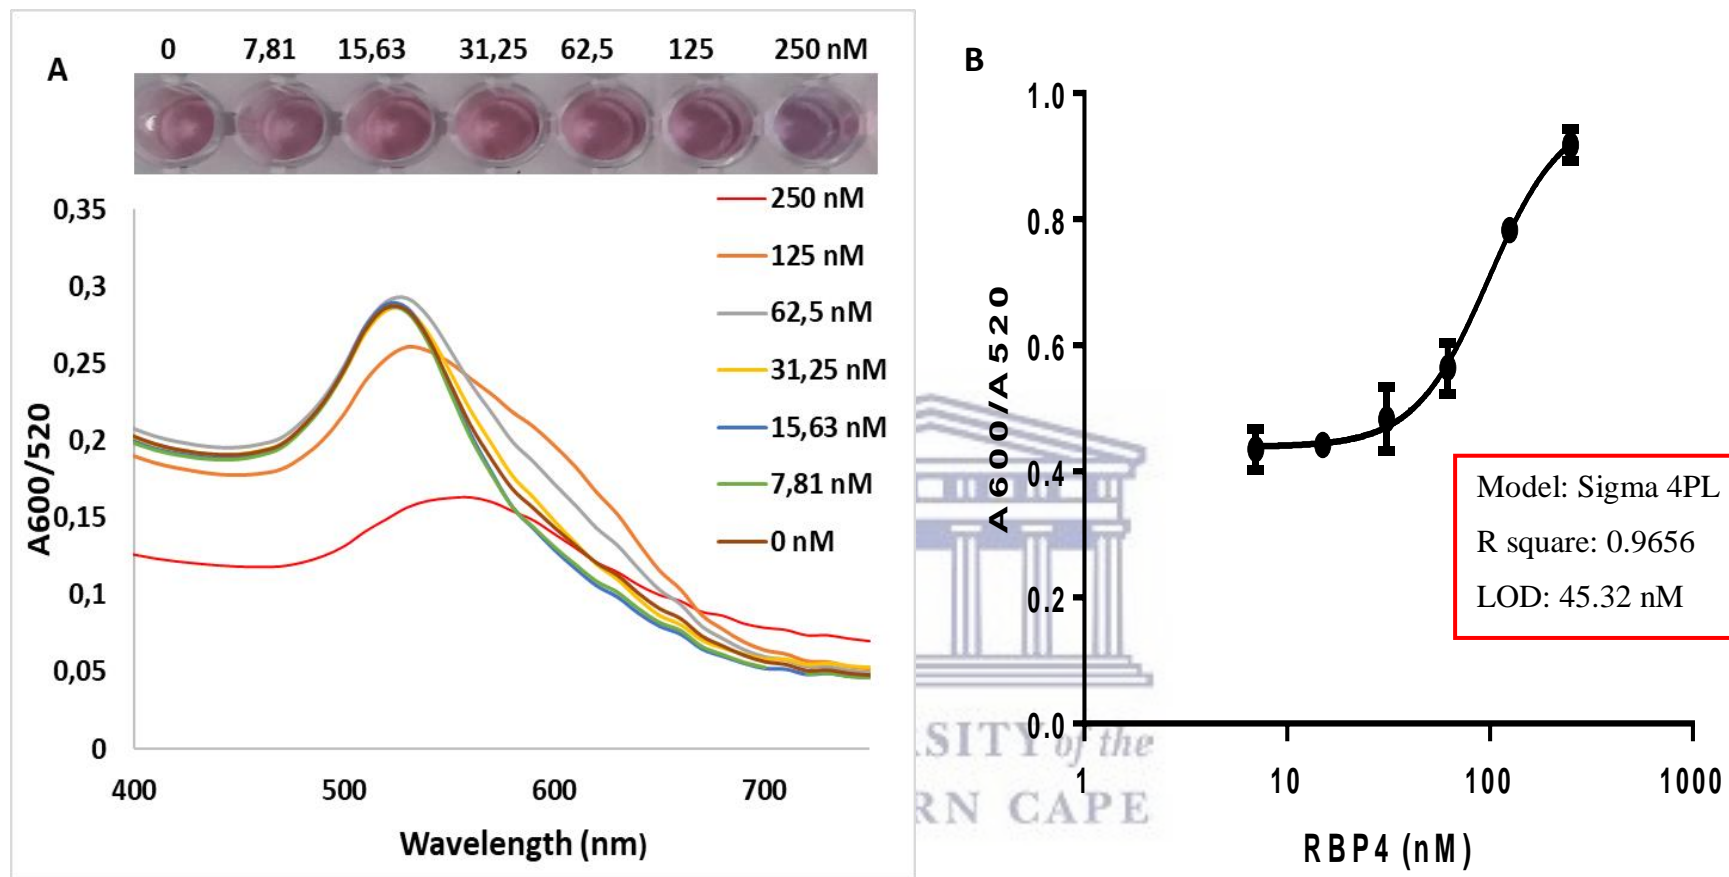 A
0 7,81 15,63 31,25 62,5 125 250 nM
250 nM
125 nM
62,5 nM
31,25 nM
15,63 nM
7,81 nM
0 nM
0,35
0,3
0,25
0,2
0,15
0,1
0,05
0
A600/520
400 500 600 700
Wavelength (nm)
B
1.0
0.8
0.6
0.4
0.2
0.0
A600/A520
Model: Sigma 4PL
R square: 0.9656
LOD: 45.32 nM
1 10 100 1000
RBP4 (nM)
RSITY of the
RN CAPE